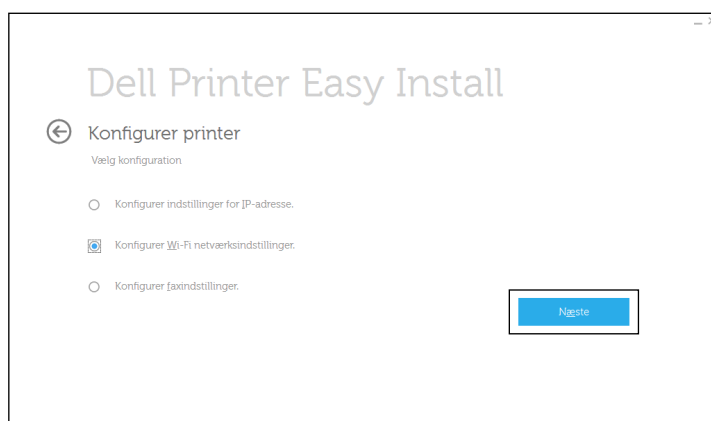 Dell Printer Easy Install
Konfigurer printer
Vælg konfiguration
Konfigurer indstillinger for IP-adresse.
Konfigurer Wi-Fi netværksindstillinger.
Konfigurer faxindstillinger.
Næste